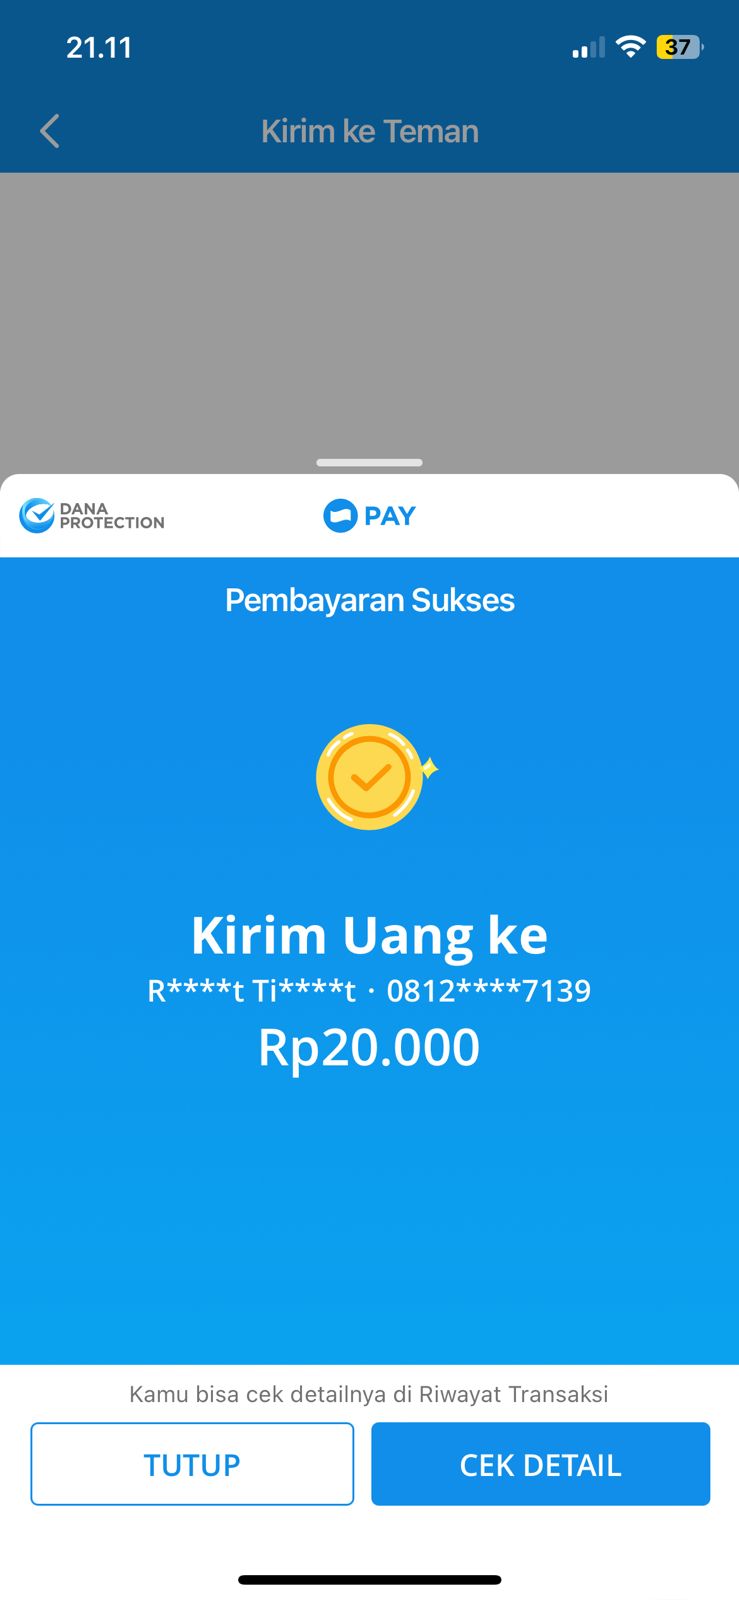 21.11
37
Kirim ke Teman
DANA
PROTECTION
PAY
Pembayaran Sukses
Kirim Uang ke
R****t Ti****t · 0812****7139
Rp20.000
Kamu bisa cek detailnya di Riwayat Transaksi
TUTUP
CEK DETAIL